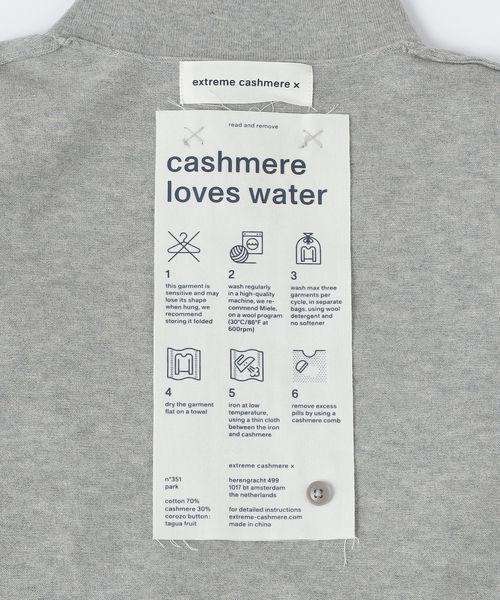 extreme cashmere x
read and remove
cashmere
loves water
1
this garment is
sensitive and may
lose its shape
when hung, we
recommend
storing it folded
2
wash regularly
in a high-quality
machine, we re-
commend Miele,
on a wool program
(30°C/86°F at
600rpm)
3
wash max three
garments per
cycle, in separate
bags, using wool
detergent and
no softener
4
dry the garment
flat on a towel
5
iron at low
temperature,
using a thin cloth
between the iron
and cashmere
6
remove excess
pills by using a
cashmere comb
extreme cashmere x
n°351
park
cotton 70%
cashmere 30%
corozo button:
tagua fruit
herengracht 499
1017 bt amsterdam
the netherlands
for detailed instructions
extreme-cashmere.com
made in china